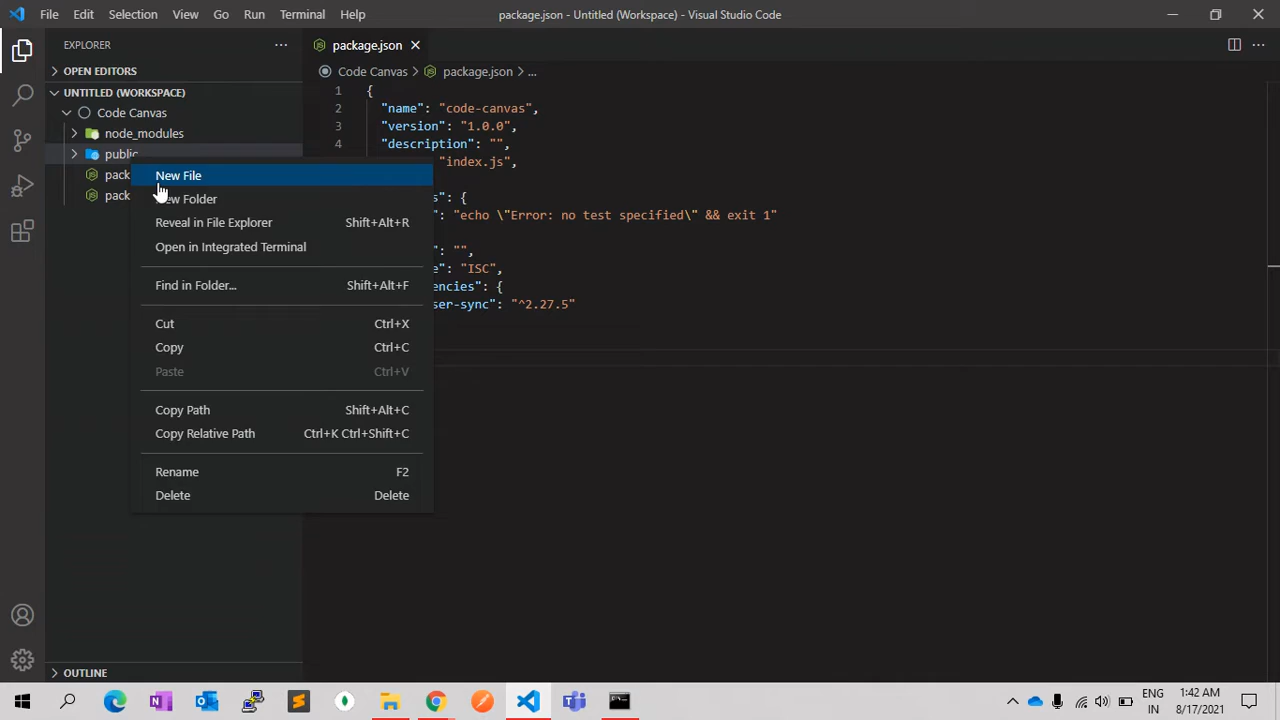 File Edit Selection View Go Run Terminal Help package.json - Untitled (Workspace) - Visual Studio Code
EXPLORER
package.json
OPEN EDITORS
Code Canvas > package.json > ...
UNTITLED (WORKSPACE)
Code Canvas
node_modules
public
pack
pack
1 {
2 "name": "code-canvas",
3 "version": "1.0.0",
4 "description": "",
"index.js",
s": {
": "echo \"Error: no test specified\" && exit 1"
": "",
e": "ISC",
encies": {
ser-sync": "^2.27.5"
New File
New Folder
Reveal in File Explorer Shift+Alt+R
Open in Integrated Terminal
Find in Folder... Shift+Alt+F
Cut Ctrl+X
Copy Ctrl+C
Paste Ctrl+V
Copy Path Shift+Alt+C
Copy Relative Path Ctrl+K Ctrl+Shift+C
Rename F2
Delete Delete
OUTLINE
ENG
IN
1:42 AM
8/17/2021